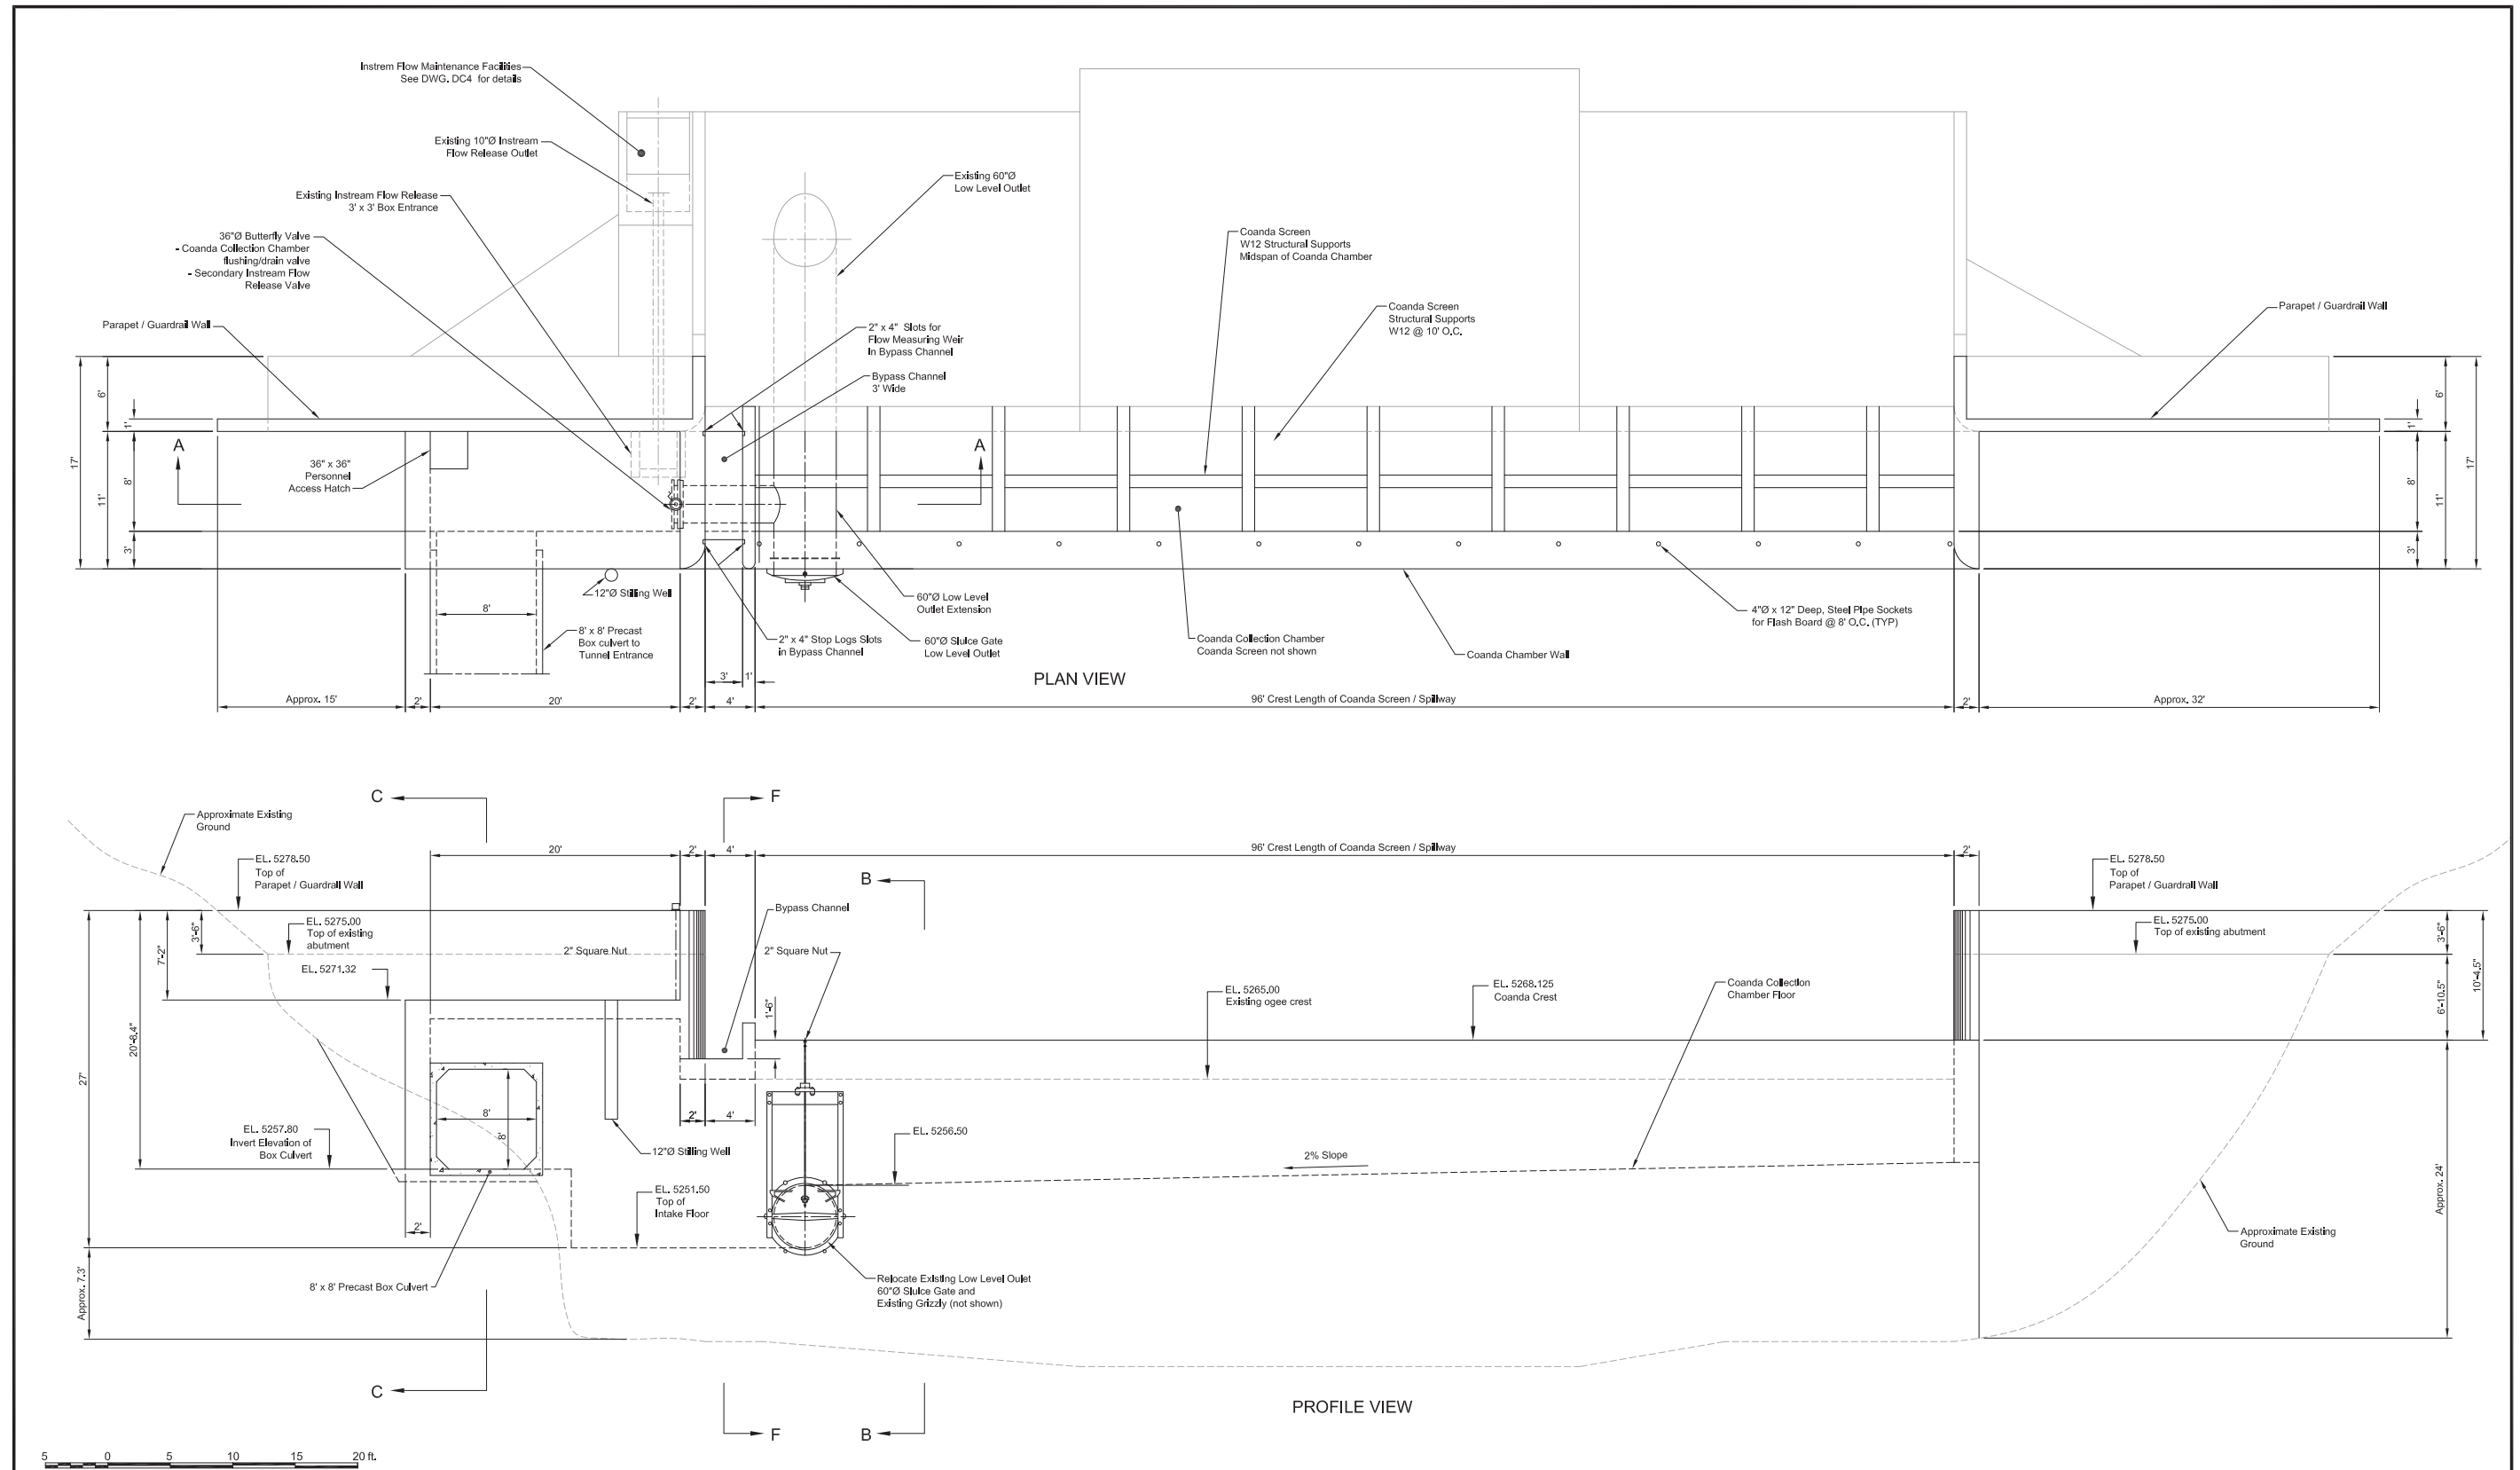 Instrem Flow Maintenance Facilities
See DWG. DC4 for details
Existing 10"Ø Instream
Flow Release Outlet
Existing Instream Flow Release
3' x 3' Box Entrance
36"Ø Butterfly Valve
- Coanda Collection Chamber
flushing/drain valve
- Secondary Instream Flow
Release Valve
Parapet / Guardrail Wall
Existing 60"Ø
Low Level Outlet
Coanda Screen
W12 Structural Supports
Midspan of Coanda Chamber
Coanda Screen
Structural Supports
W12 @ 10' O.C.
2" x 4" Slots for
Flow Measuring Weir
In Bypass Channel
Bypass Channel
3' Wide
Parapet / Guardrail Wall
17'
6'
1'
11'
8'
3'
A
36" x 36"
Personnel
Access Hatch
A
6'
1'
17'
8'
11'
3'
8'
12"Ø Stilling Well
8' x 8' Precast
Box culvert to
Tunnel Entrance
2" x 4" Stop Logs Slots
in Bypass Channel
60"Ø Low Level
Outlet Extension
60"Ø Sluice Gate
Low Level Outlet
Coanda Collection Chamber
Coanda Screen not shown
4"Ø x 12" Deep, Steel Pipe Sockets
for Flash Board @ 8' O.C. (TYP)
Coanda Chamber Wall
3'
1'
PLAN VIEW
Approx. 15'
2'
20'
2'
4'
96' Crest Length of Coanda Screen / Spillway
2'
Approx. 32'
C
F
Approximate Existing
Ground
20'
2'
4'
96' Crest Length of Coanda Screen / Spillway
2'
EL. 5278.50
Top of
Parapet / Guardrail Wall
B
EL. 5278.50
Top of
Parapet / Guardrail Wall
Bypass Channel
3'-6"
7'-2"
EL. 5275.00
Top of existing
abutment
2" Square Nut
2" Square Nut
EL. 5275.00
Top of existing abutment
3'-6"
EL. 5271.32
1'-6"
EL. 5265.00
Existing ogee crest
EL. 5268.125
Coanda Crest
Coanda Collection
Chamber Floor
6'-10.5"
10'-4.5"
20'-8.4"
27'
8'
8'
2'
4'
EL. 5257.80
Invert Elevation of
Box Culvert
12"Ø Stilling Well
EL. 5256.50
2% Slope
EL. 5251.50
Top of
Intake Floor
2'
Approx. 24'
Approximate Existing
Ground
Approx. 7.3'
8' x 8' Precast Box Culvert
Relocate Existing Low Level Oulet
60"Ø Sluice Gate and
Existing Grizzly (not shown)
C
PROFILE VIEW
F
B
5 0 5 10 15 20 ft.